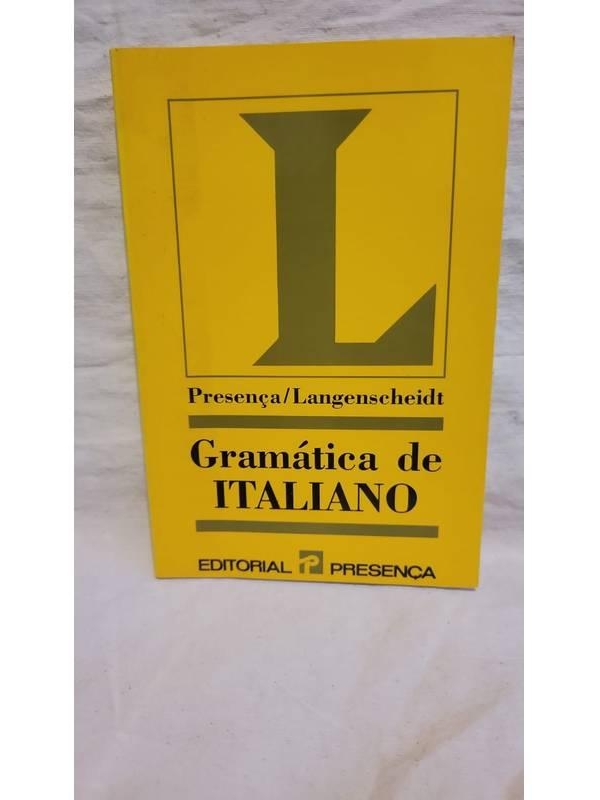 L
Presença/Langenscheidt
Gramática de
ITALIANO
EDITORIAL P PRESENÇA